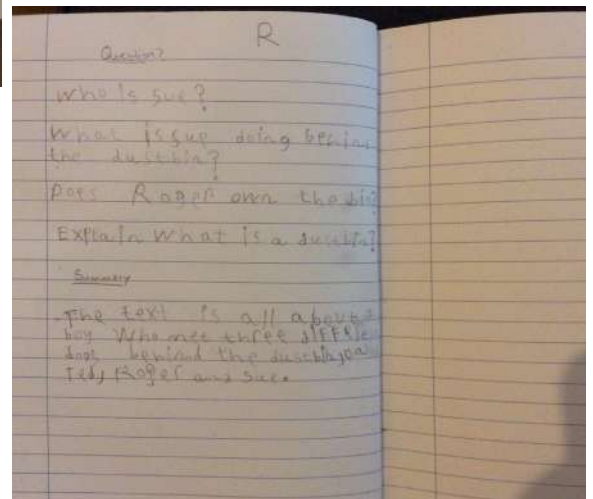 R
Question?
Who is sue?
What is sue doing behind
the dustbin?
Does Roger own the bin?
Explain what is a dustbin?
Summary
The text is all about a
boy Who met three
dogs behind the dustbin
Ted, Roger and Sue.